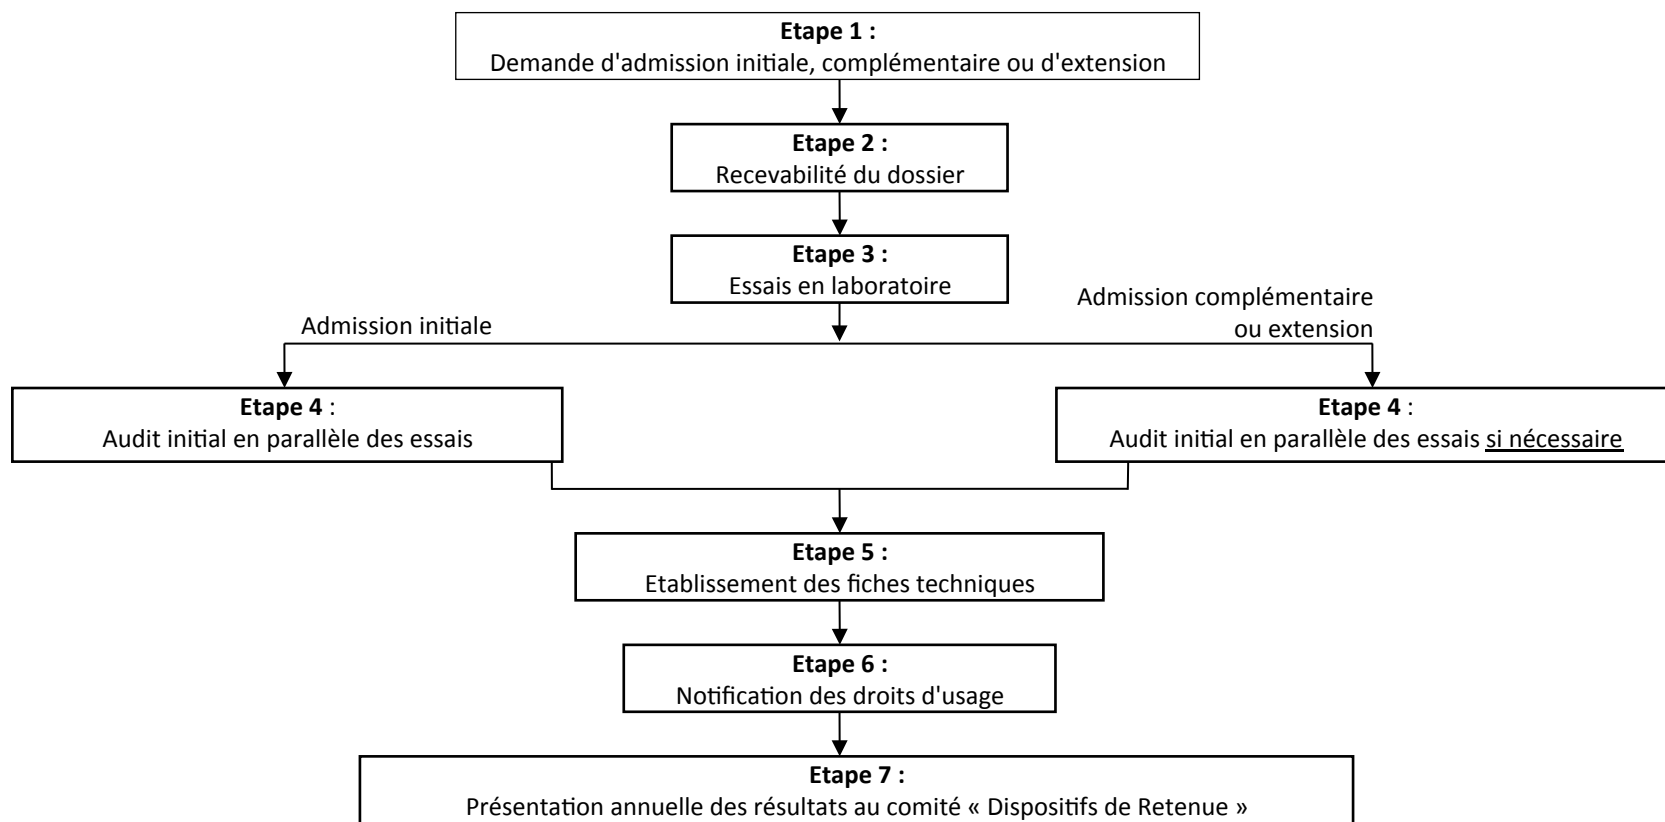 Etape 1 :
Demande d'admission initiale, complémentaire ou d'extension
Etape 2 :
Recevabilité du dossier
Etape 3 :
Essais en laboratoire
Admission initiale
Admission complémentaire
ou extension
Etape 4 :
Audit initial en parallèle des essais
Etape 4 :
Audit initial en parallèle des essais si nécessaire
Etape 5 :
Etablissement des fiches techniques
Etape 6 :
Notification des droits d'usage
Etape 7 :
Présentation annuelle des résultats au comité « Dispositifs de Retenue »